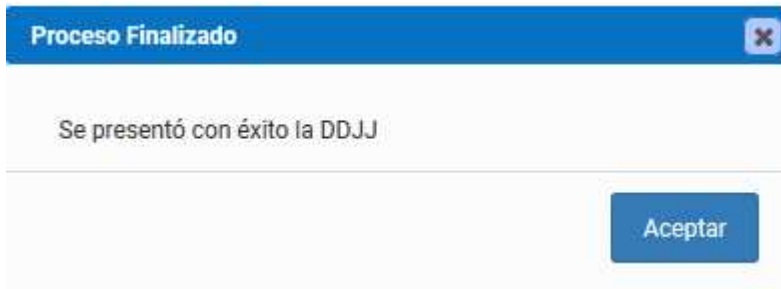 Proceso Finalizado
Se presentó con éxito la DDJJ
Aceptar